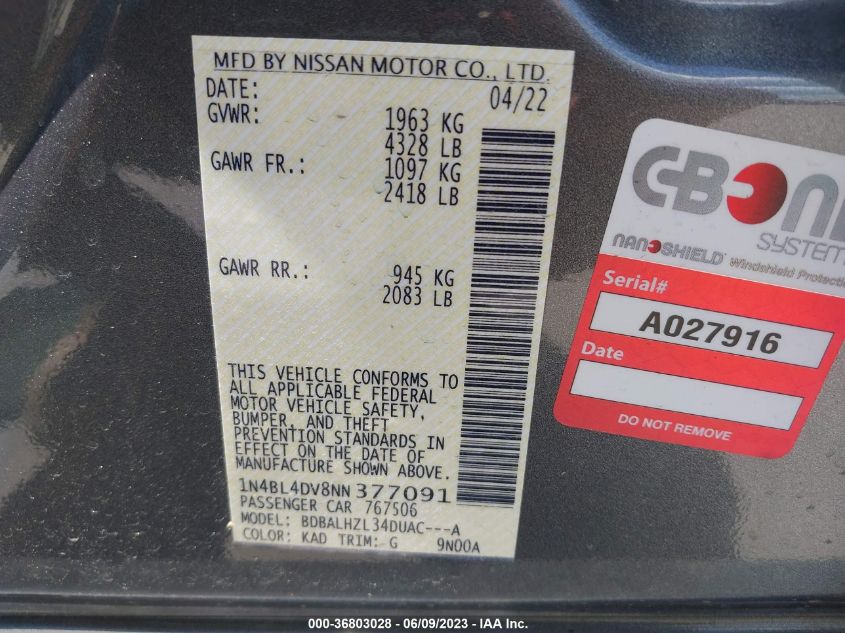 MFD BY NISSAN MOTOR CO., LTD.
DATE: 04/22
GVWR: 1963 KG
4328 LB
GAWR FR.: 1097 KG
2418 LB
GAWR RR.: 945 KG
2083 LB
THIS VEHICLE CONFORMS TO
ALL APPLICABLE FEDERAL
MOTOR VEHICLE SAFETY,
BUMPER, AND THEFT
PREVENTION STANDARDS IN
EFFECT ON THE DATE OF
MANUFACTURE SHOWN ABOVE.
1N4BL4DV8NN377091
PASSENGER CAR 767506
MODEL: BDBALHZL34DUAC---A
COLOR: KAD TRIM: G 9N00A
C-BOND
SYSTEMS
NANOSHIELD Windshield Protection
Serial#
A027916
Date
DO NOT REMOVE
000-36803028 - 06/09/2023 - IAA Inc.